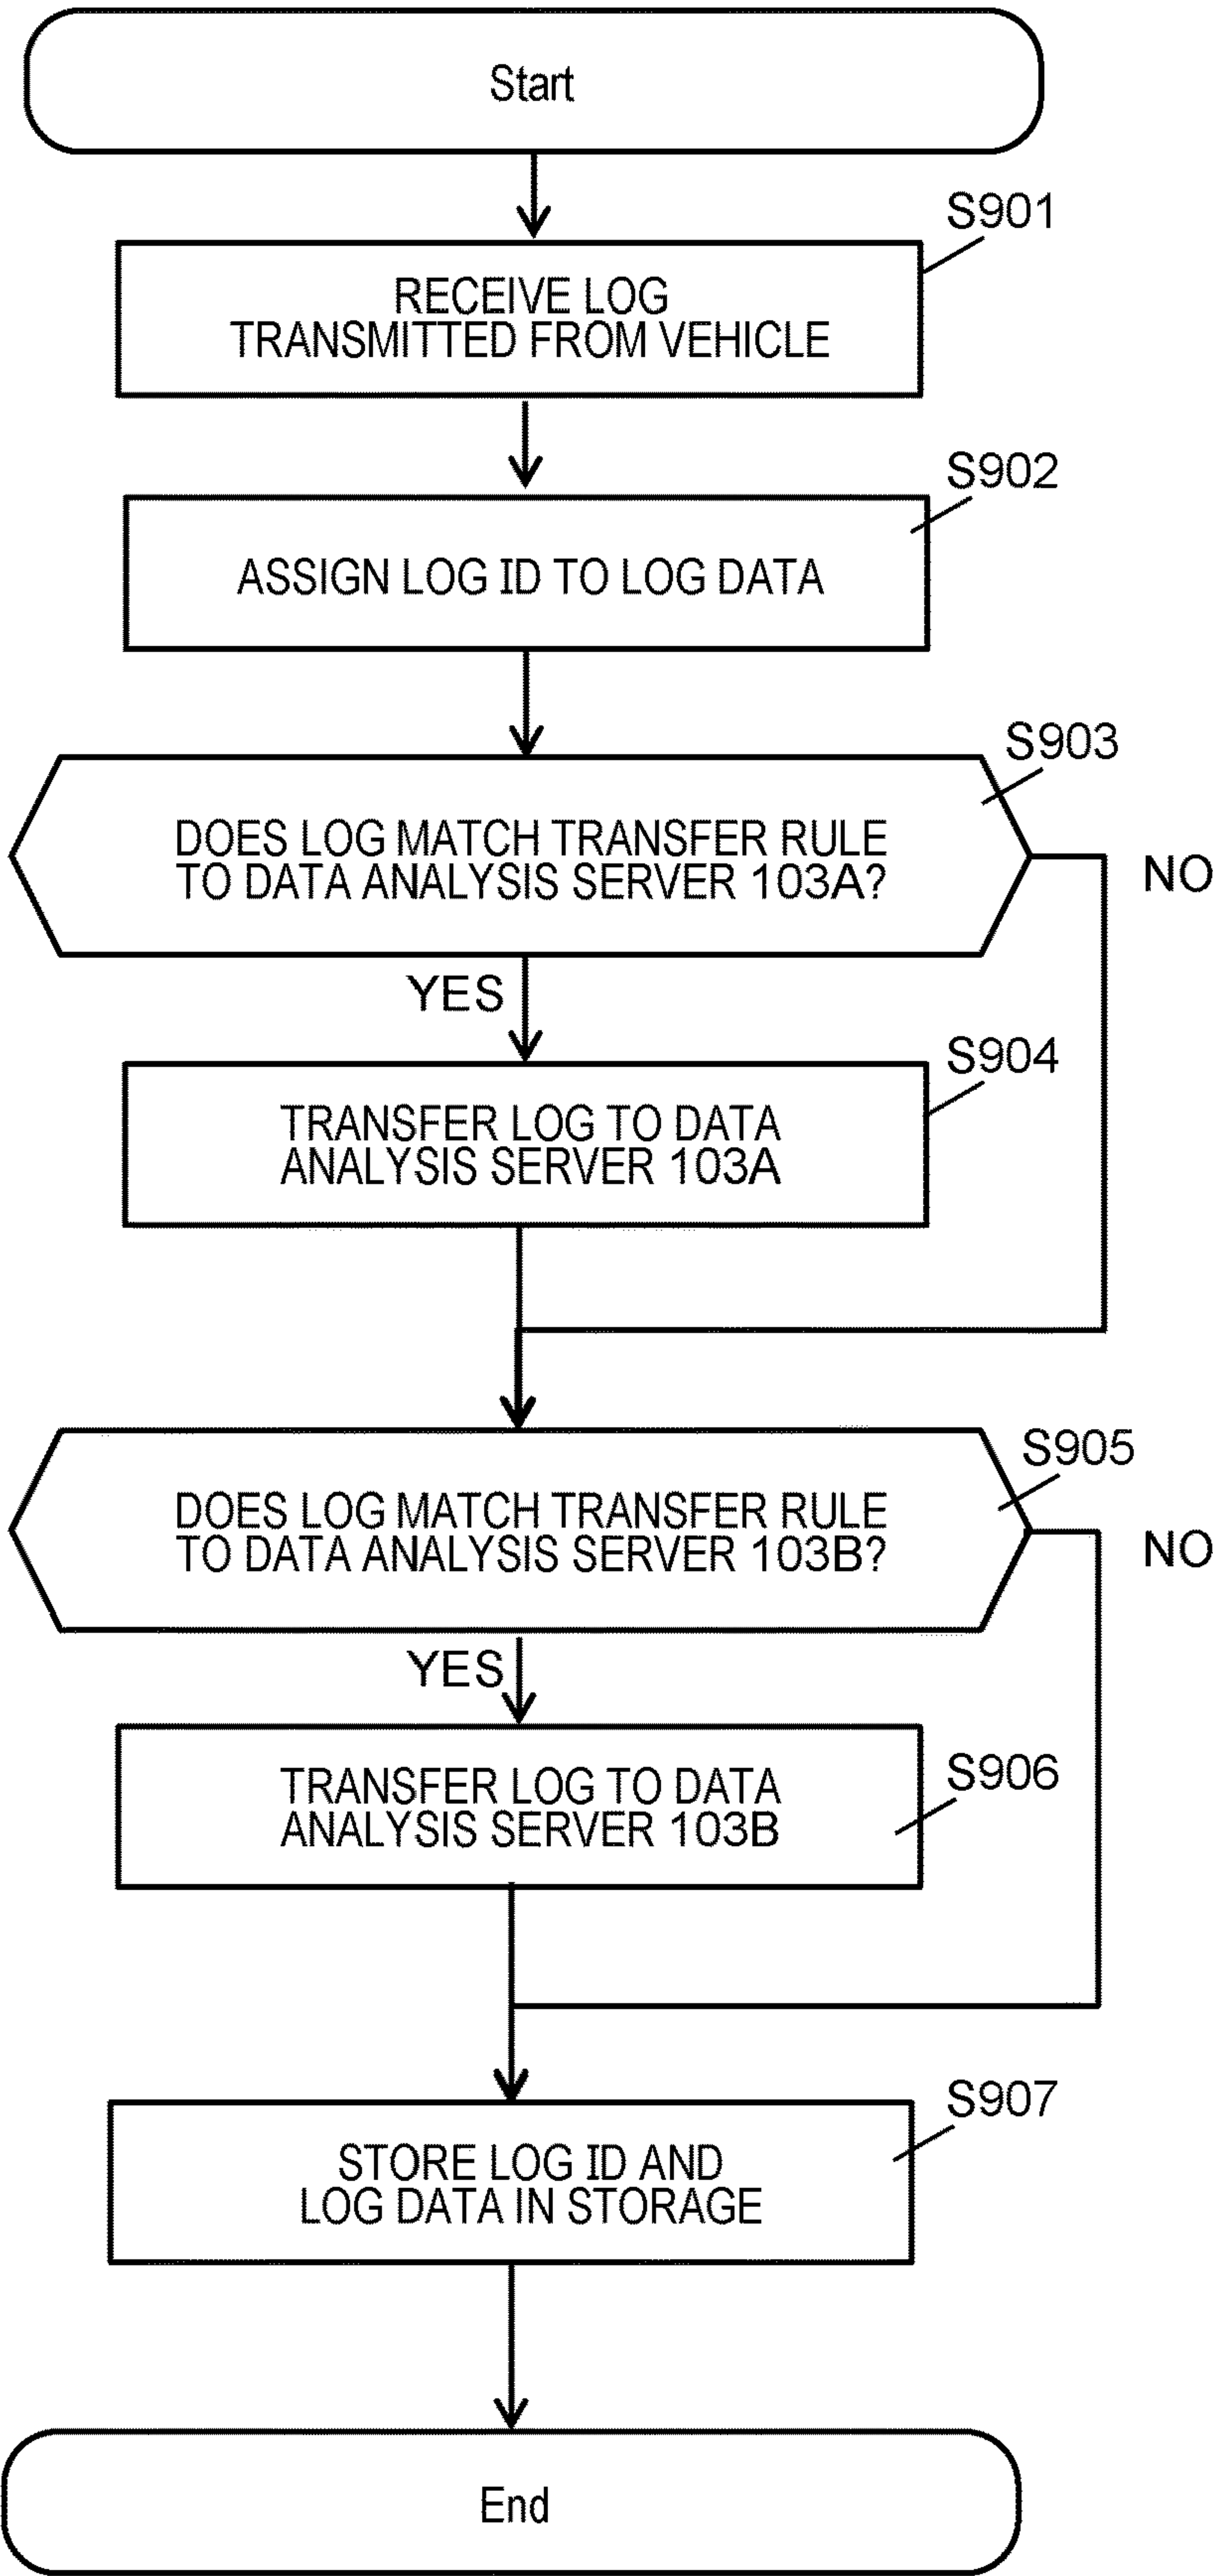 Start
S901
RECEIVE LOG
TRANSMITTED FROM VEHICLE
S902
ASSIGN LOG ID TO LOG DATA
S903
DOES LOG MATCH TRANSFER RULE
TO DATA ANALYSIS SERVER 103A?
NO
YES
S904
TRANSFER LOG TO DATA
ANALYSIS SERVER 103A
S905
DOES LOG MATCH TRANSFER RULE
TO DATA ANALYSIS SERVER 103B?
NO
YES
S906
TRANSFER LOG TO DATA
ANALYSIS SERVER 103B
S907
STORE LOG ID AND
LOG DATA IN STORAGE
End